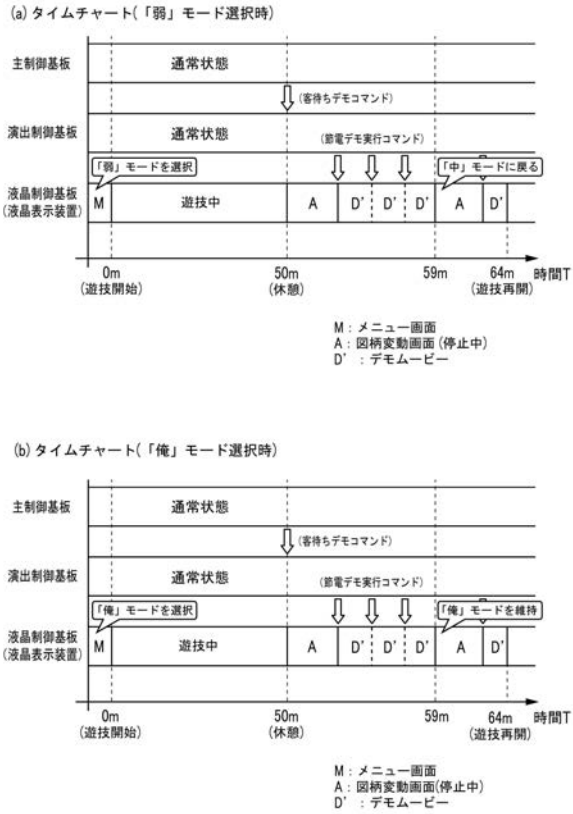 (a) タイムチャート(「弱」モード選択時)
主制御基板
通常状態
(客待ちデモコマンド)
演出制御基板
通常状態
(節電デモ実行コマンド)
「弱」モードを選択
「中」モードに戻る
液晶制御基板
(液晶表示装置)
M 遊技中 A D' D' D' A D'
0m 50m 59m 64m 時間T
(遊技開始) (休憩) (遊技再開)
M：メニュー画面
A：図柄変動画面(停止中)
D'：デモムービー
(b) タイムチャート(「俺」モード選択時)
主制御基板
通常状態
(客待ちデモコマンド)
演出制御基板
通常状態
(節電デモ実行コマンド)
「俺」モードを選択
「俺」モードを維持
液晶制御基板
(液晶表示装置)
M 遊技中 A D' D' D' A D'
0m 50m 59m 64m 時間T
(遊技開始) (休憩) (遊技再開)
M：メニュー画面
A：図柄変動画面(停止中)
D'：デモムービー